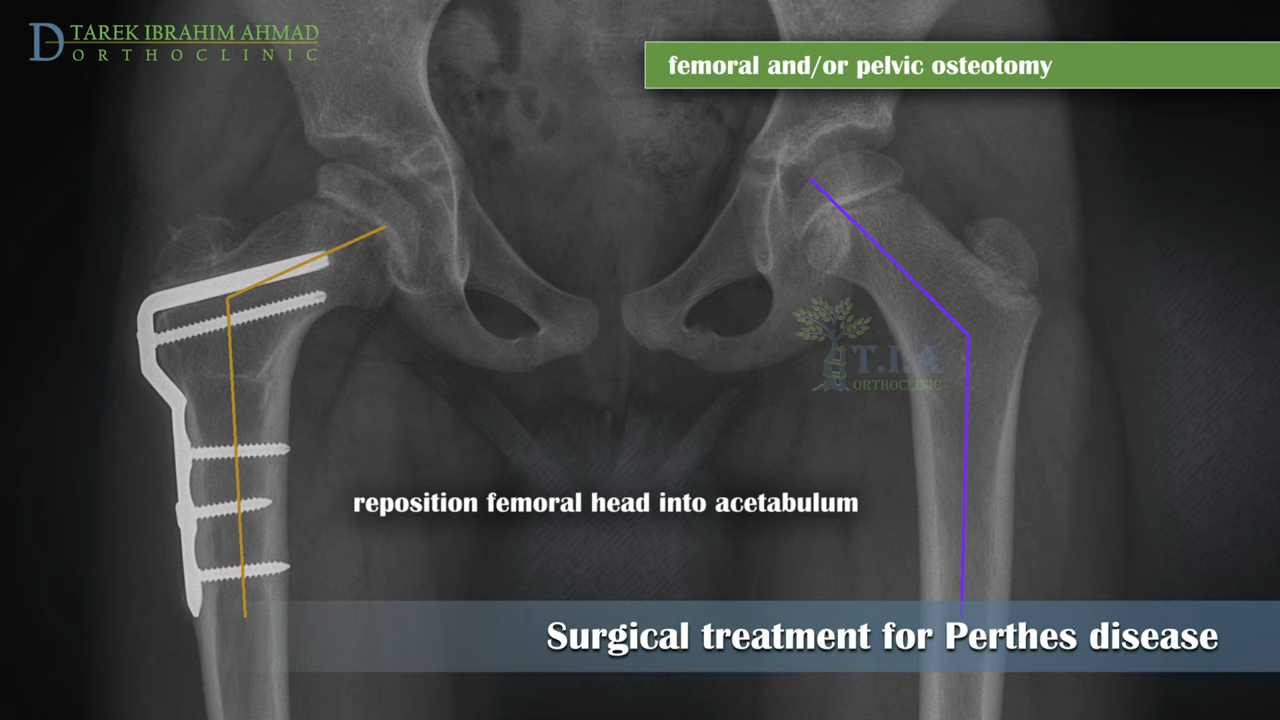 D TAREK IBRAHIM AHMAD
ORTHOCLINIC
femoral and/or pelvic osteotomy
T.I.A
ORTHOCLINIC
reposition femoral head into acetabulum
Surgical treatment for Perthes disease